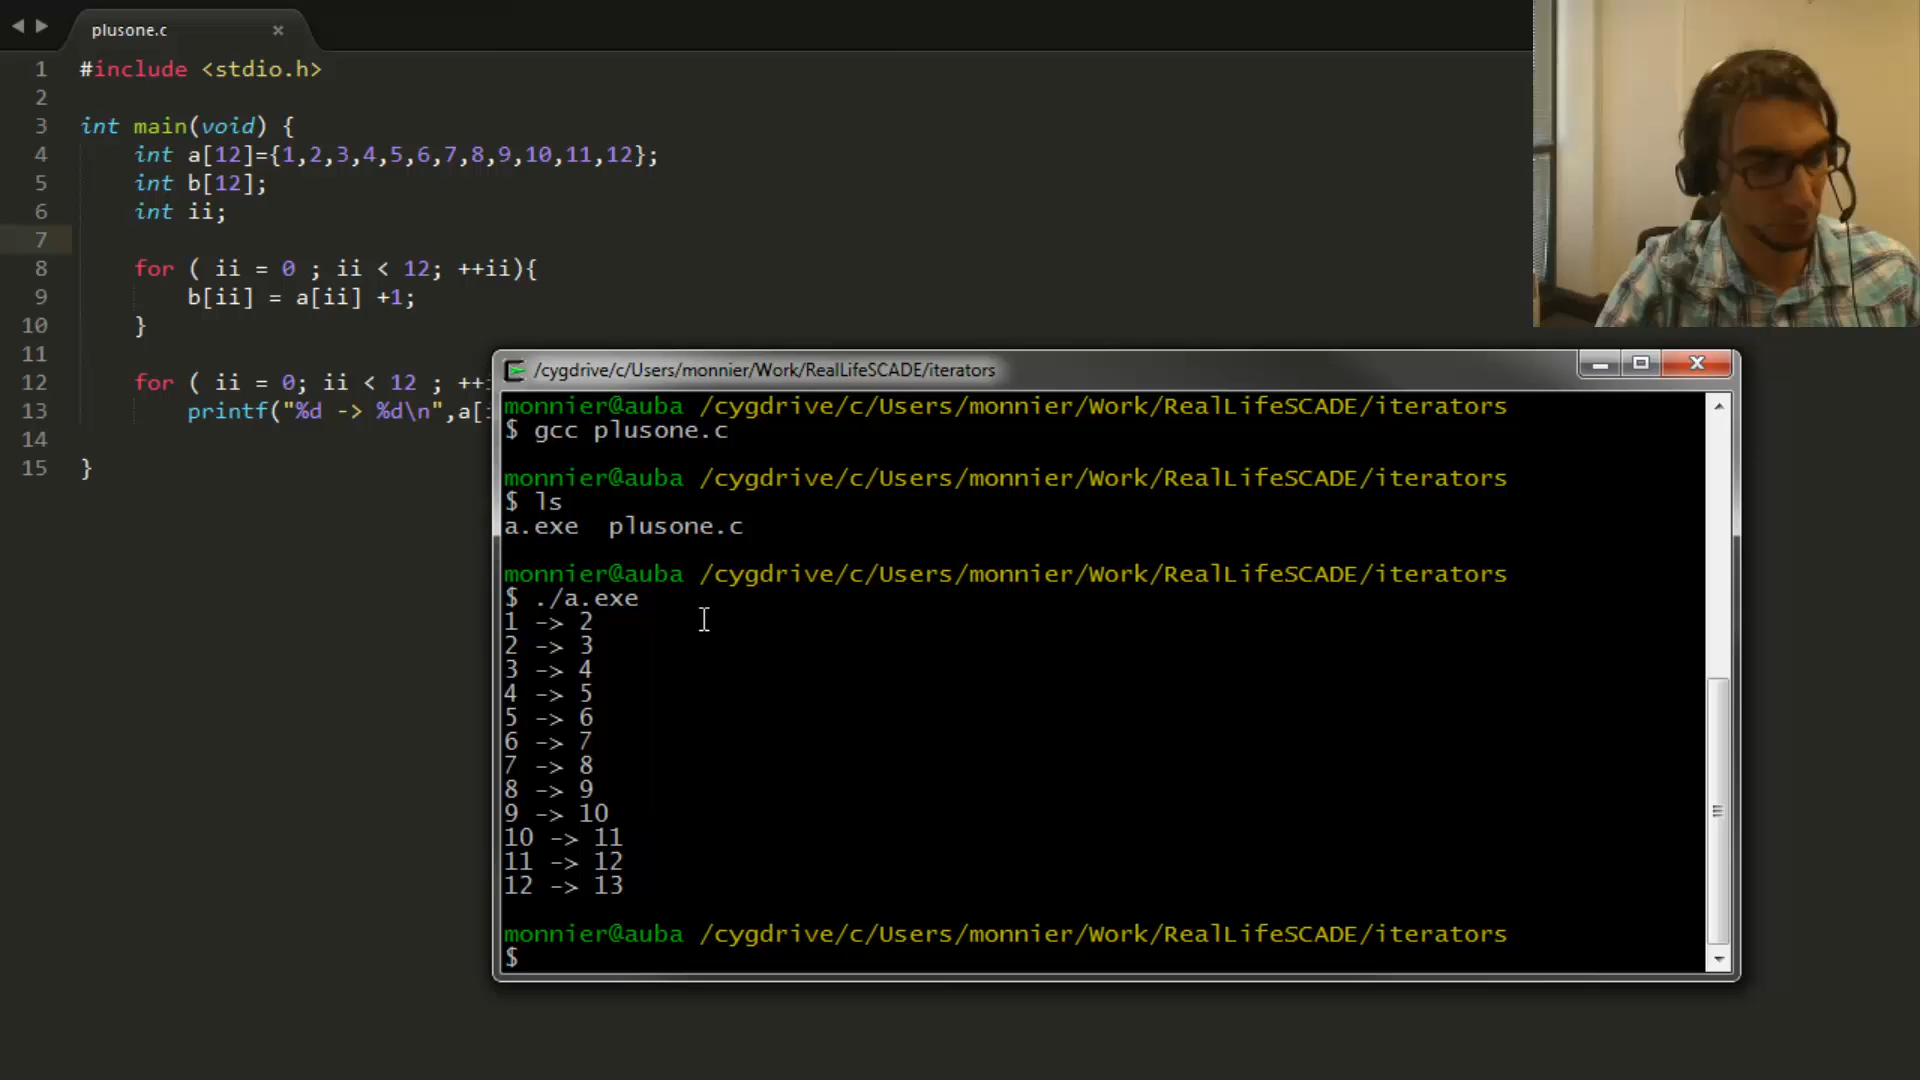 plusone.c
1 #include <stdio.h>
2
3 int main(void) {
4 int a[12]={1,2,3,4,5,6,7,8,9,10,11,12};
5 int b[12];
6 int ii;
7
8 for ( ii = 0 ; ii < 12; ++ii){
9 b[ii] = a[ii] +1;
10 }
11
12 for ( ii = 0; ii < 12 ; ++i
13 printf("%d -> %d\n",a[i
14
15 }
/cygdrive/c/Users/monnier/Work/RealLifeSCADE/iterators
monnier@auba /cygdrive/c/Users/monnier/Work/RealLifeSCADE/iterators
$ gcc plusone.c
monnier@auba /cygdrive/c/Users/monnier/Work/RealLifeSCADE/iterators
$ ls
a.exe plusone.c
monnier@auba /cygdrive/c/Users/monnier/Work/RealLifeSCADE/iterators
$ ./a.exe
1 -> 2
2 -> 3
3 -> 4
4 -> 5
5 -> 6
6 -> 7
7 -> 8
8 -> 9
9 -> 10
10 -> 11
11 -> 12
12 -> 13
monnier@auba /cygdrive/c/Users/monnier/Work/RealLifeSCADE/iterators
$